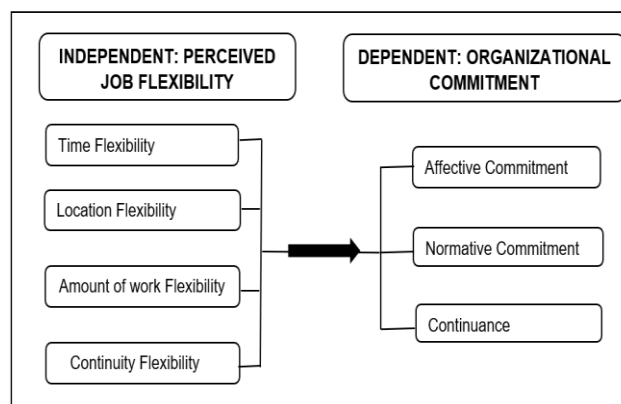 INDEPENDENT: PERCEIVED
JOB FLEXIBILITY
DEPENDENT: ORGANIZATIONAL
COMMITMENT
Time Flexibility
Location Flexibility
Amount of work Flexibility
Continuity Flexibility
Affective Commitment
Normative Commitment
Continuance